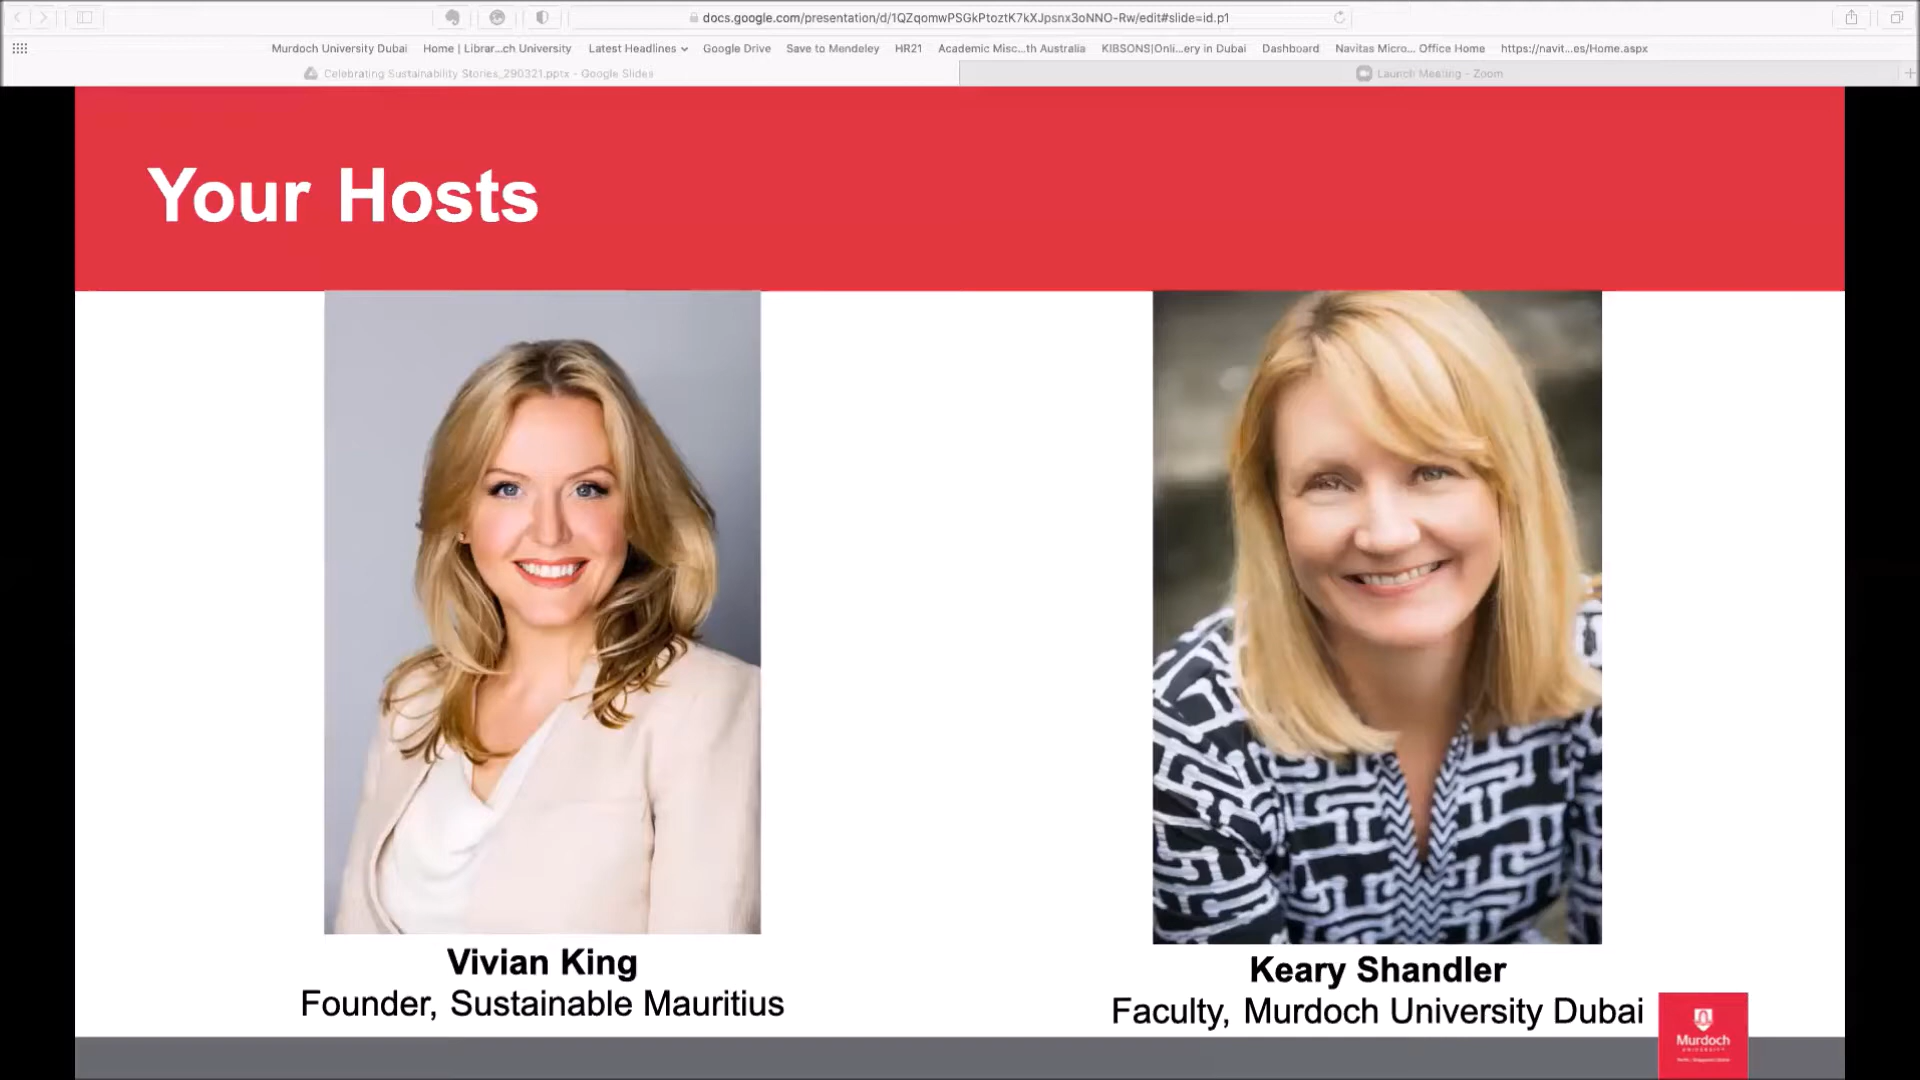 docs.google.com/presentation/d/1QZqomwPSGkPtoztK7kXJpsnx3oNNO-Rw/edit#slide=id.p1
Murdoch University Dubai Home | Librar...ch University Latest Headlines Google Drive Save to Mendeley HR21 Academic Misc...th Australia KIBSONS|Onli...ery in Dubai Dashboard Navitas Micro... Office Home https://navit...es/Home.aspx
Celebrating Sustainability Stories_290321.pptx - Google Slides Launch Meeting - Zoom
Your Hosts
Vivian King
Founder, Sustainable Mauritius
Keary Shandler
Faculty, Murdoch University Dubai
Murdoch
UNIVERSITY